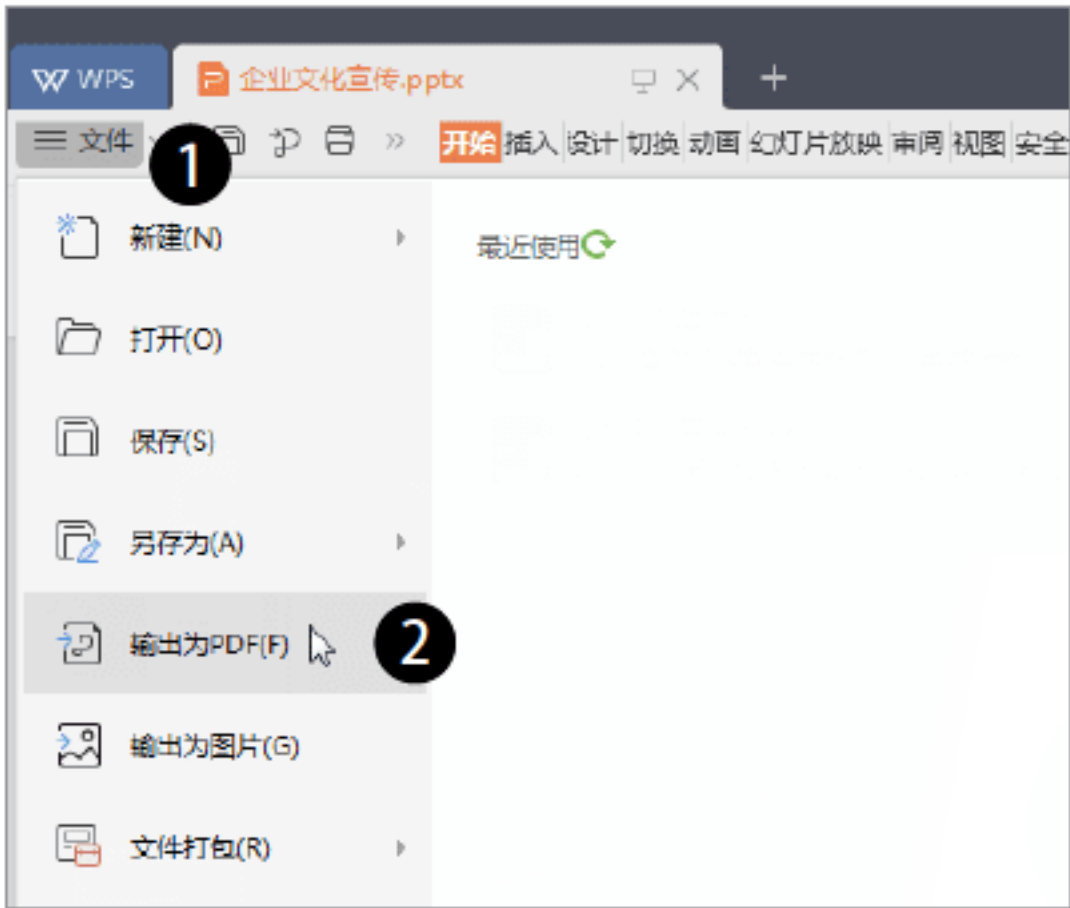 WPS 企业文化宣传.pptx
文件 开始 插入 设计 切换 动画 幻灯片放映 审阅 视图 安全
1
新建(N)
最近使用
打开(O)
保存(S)
另存为(A)
输出为PDF(F) 2
输出为图片(G)
文件打包(R)